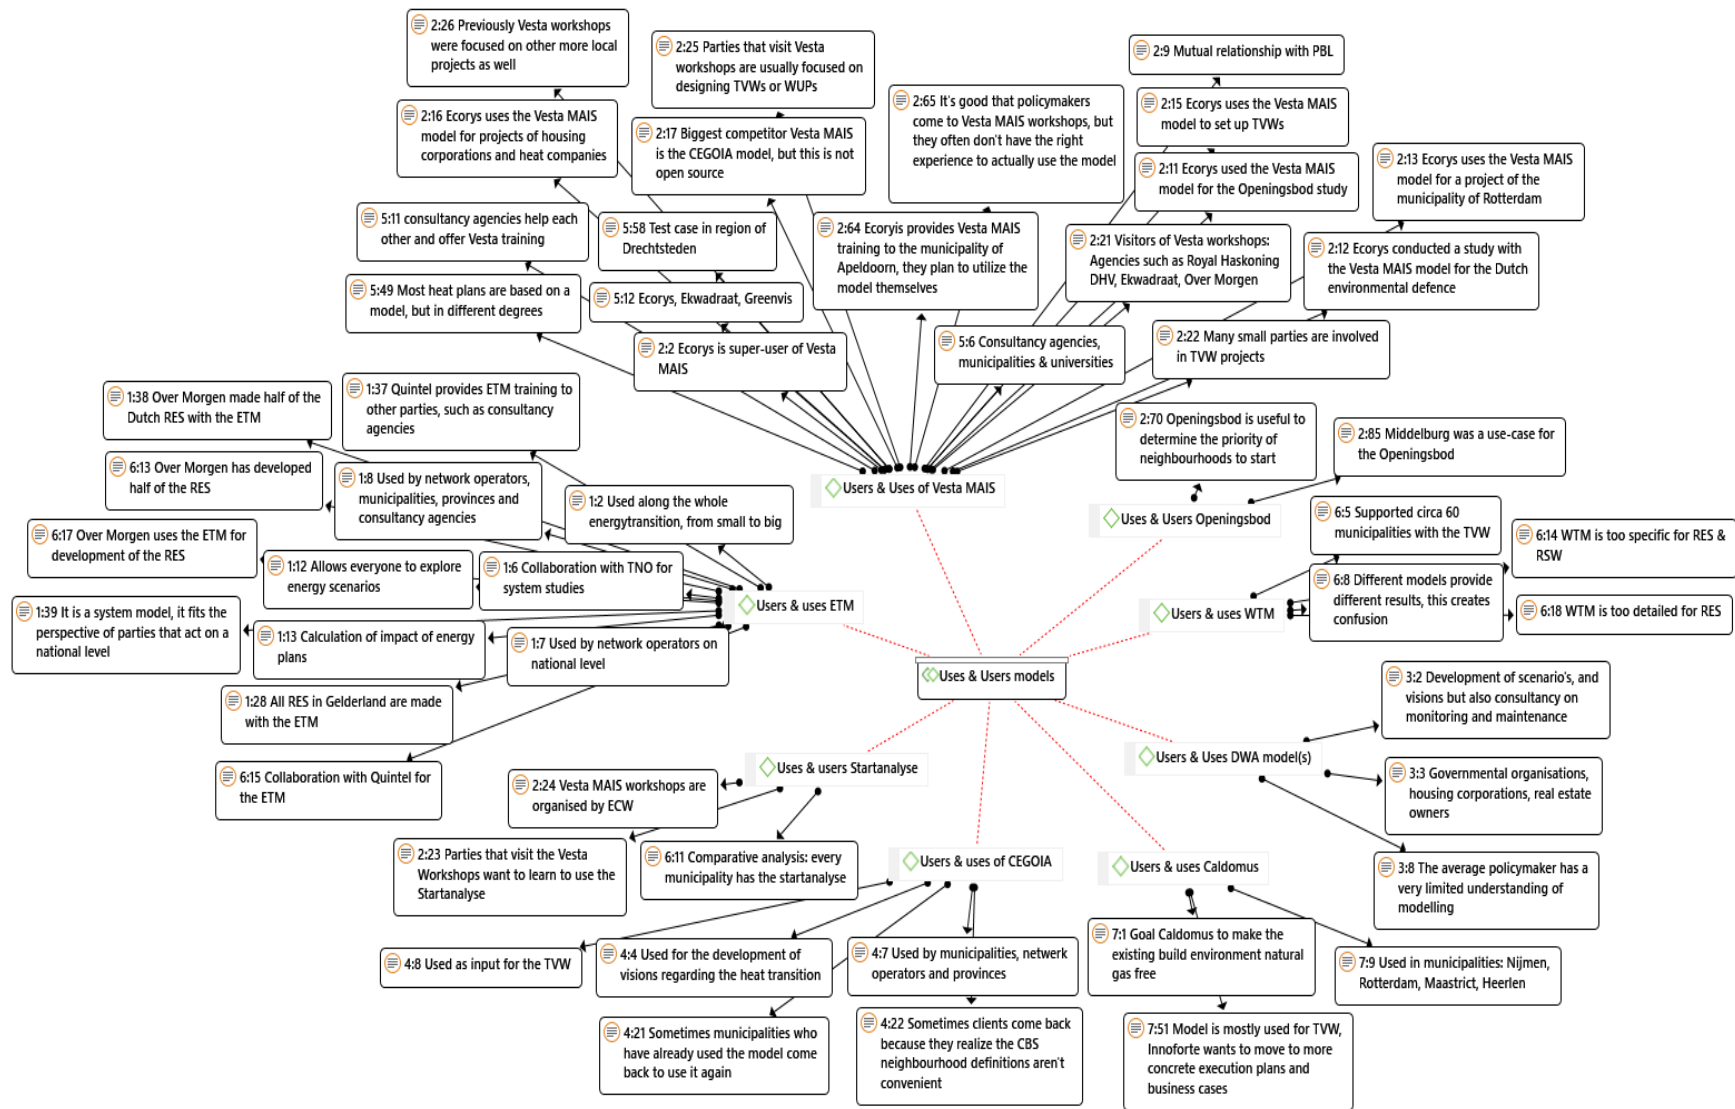 2:26 Previously Vesta workshops
were focused on other more local
projects as well
2:25 Parties that visit Vesta
workshops are usually focused on
designing TVWs or WUPs
2:9 Mutual relationship with PBL
2:65 It's good that policymakers
come to Vesta MAIS workshops, but
they often don't have the right
experience to actually use the model
2:15 Ecorys uses the Vesta MAIS
model to set up TVWs
2:16 Ecorys uses the Vesta MAIS
model for projects of housing
corporations and heat companies
2:17 Biggest competitor Vesta MAIS
is the CEGOIA model, but this is not
open source
2:11 Ecorys used the Vesta MAIS
model for the Openingsbod study
2:13 Ecorys uses the Vesta MAIS
model for a project of the
municipality of Rotterdam
5:11 consultancy agencies help each
other and offer Vesta training
5:58 Test case in region of
Drechtsteden
2:64 Ecoryis provides Vesta MAIS
training to the municipality of
Apeldoorn, they plan to utilize the
model themselves
2:21 Visitors of Vesta workshops:
Agencies such as Royal Haskoning
DHV, Ekwadraat, Over Morgen
2:12 Ecorys conducted a study with
the Vesta MAIS model for the Dutch
environmental defence
5:49 Most heat plans are based on a
model, but in different degrees
5:12 Ecorys, Ekwadraat, Greenvis
2:2 Ecorys is super-user of Vesta
MAIS
5:6 Consultancy agencies,
municipalities & universities
2:22 Many small parties are involved
in TVW projects
1:38 Over Morgen made half of the
Dutch RES with the ETM
1:37 Quintel provides ETM training to
other parties, such as consultancy
agencies
2:70 Openingsbod is useful to
determine the priority of
neighbourhoods to start
2:85 Middelburg was a use-case for
the Openingsbod
6:13 Over Morgen has developed
half of the RES
1:8 Used by network operators,
municipalities, provinces and
consultancy agencies
1:2 Used along the whole
energytransition, from small to big
Users & Uses of Vesta MAIS
Uses & Users Openingsbod
6:5 Supported circa 60
municipalities with the TVW
6:14 WTM is too specific for RES &
RSW
6:17 Over Morgen uses the ETM for
development of the RES
1:12 Allows everyone to explore
energy scenarios
1:6 Collaboration with TNO for
system studies
Users & uses ETM
Users & uses WTM
6:8 Different models provide
different results, this creates
confusion
6:18 WTM is too detailed for RES
1:39 It is a system model, it fits the
perspective of parties that act on a
national level
1:13 Calculation of impact of energy
plans
1:7 Used by network operators on
national level
Uses & Users models
1:28 All RES in Gelderland are made
with the ETM
3:2 Development of scenario's, and
visions but also consultancy on
monitoring and maintenance
6:15 Collaboration with Quintel for
the ETM
Uses & users Startanalyse
Users & Uses DWA model(s)
2:24 Vesta MAIS workshops are
organised by ECW
3:3 Governmental organisations,
housing corporations, real estate
owners
2:23 Parties that visit the Vesta
Workshops want to learn to use the
Startanalyse
6:11 Comparative analysis: every
municipality has the startanalyse
Users & uses of CEGOIA
Users & uses Caldomus
3:8 The average policymaker has a
very limited understanding of
modelling
4:8 Used as input for the TVW
4:4 Used for the development of
visions regarding the heat transition
4:7 Used by municipalities, netwerk
operators and provinces
7:1 Goal Caldomus to make the
existing build environment natural
gas free
7:9 Used in municipalities: Nijmen,
Rotterdam, Maastrict, Heerlen
4:21 Sometimes municipalities who
have already used the model come
back to use it again
4:22 Sometimes clients come back
because they realize the CBS
neighbourhood definitions aren't
convenient
7:51 Model is mostly used for TVW,
Innoforte wants to move to more
concrete execution plans and
business cases